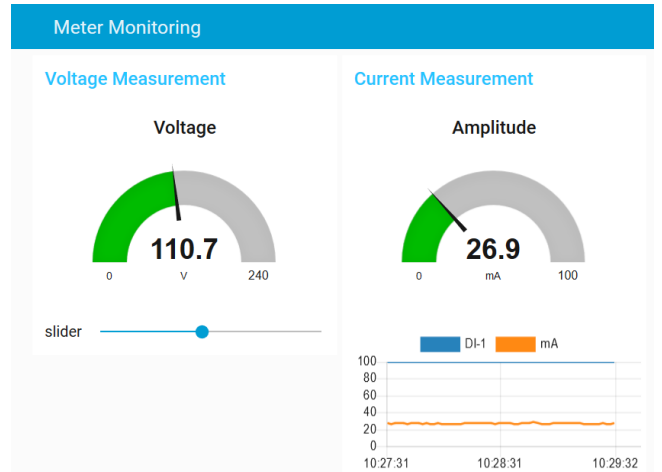 Meter Monitoring
Voltage Measurement
Voltage
110.7
0 V 240
slider
Current Measurement
Amplitude
26.9
0 mA 100
DI-1 mA
100
80
60
40
20
0
10:27:31 10:28:31 10:29:32